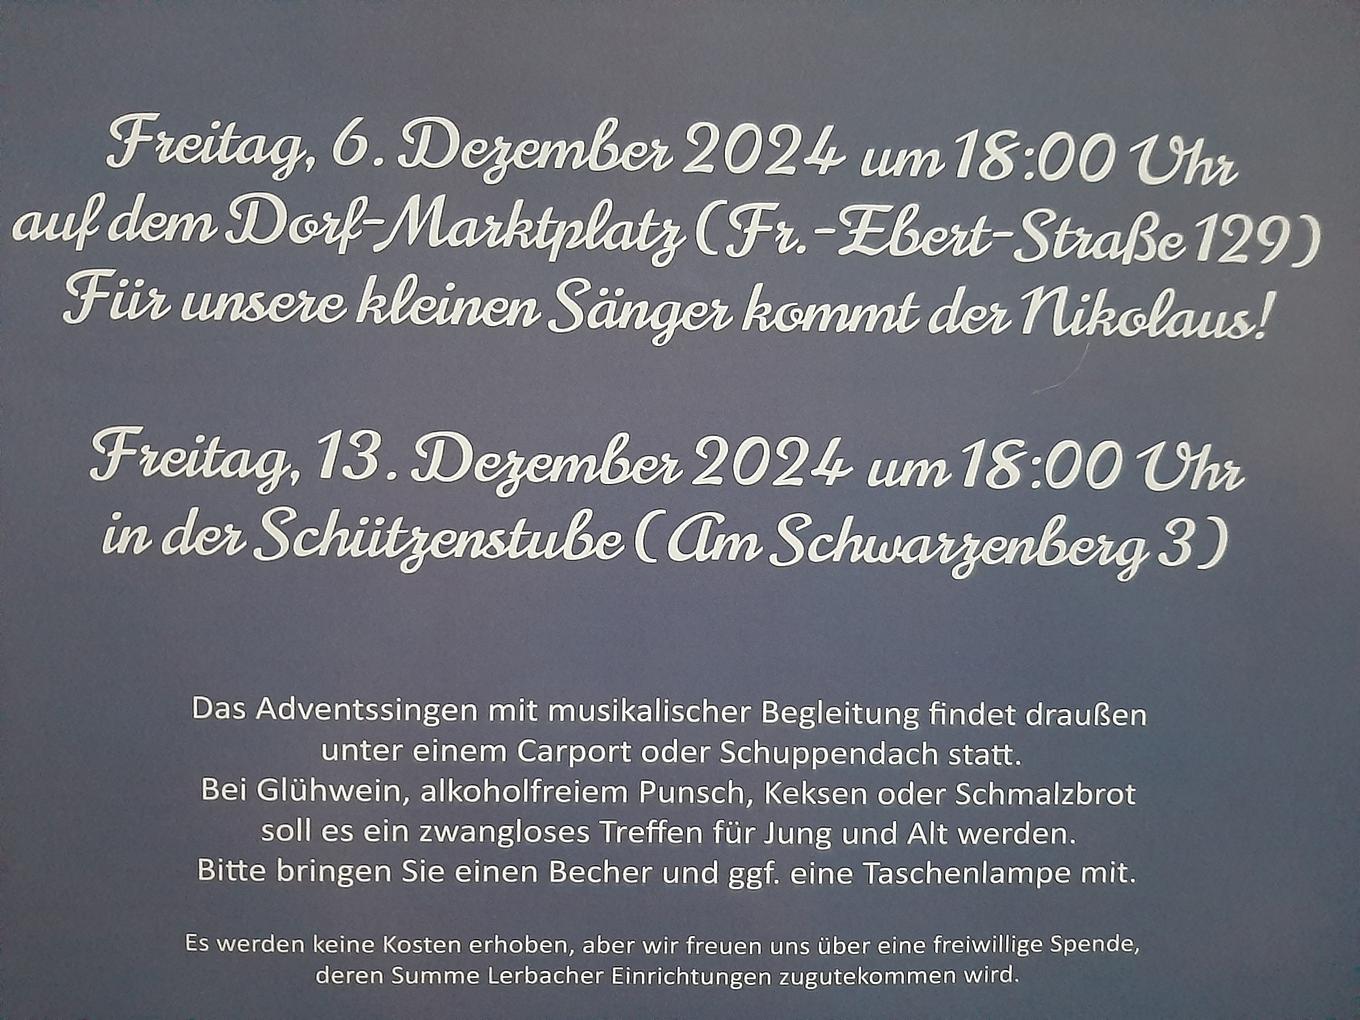 Freitag, 6. Dezember 2024 um 18:00 Uhr
auf dem Dorf-Marktplatz (Fr.-Ebert-Straße 129)
Für unsere kleinen Sänger kommt der Nikolaus!
Freitag, 13. Dezember 2024 um 18:00 Uhr
in der Schützenstube (Am Schwarzenberg 3)
Das Adventssingen mit musikalischer Begleitung findet draußen
unter einem Carport oder Schuppendach statt.
Bei Glühwein, alkoholfreiem Punsch, Keksen oder Schmalzbrot
soll es ein zwangloses Treffen für Jung und Alt werden.
Bitte bringen Sie einen Becher und ggf. eine Taschenlampe mit.
Es werden keine Kosten erhoben, aber wir freuen uns über eine freiwillige Spende,
deren Summe Lerbacher Einrichtungen zugutekommen wird.